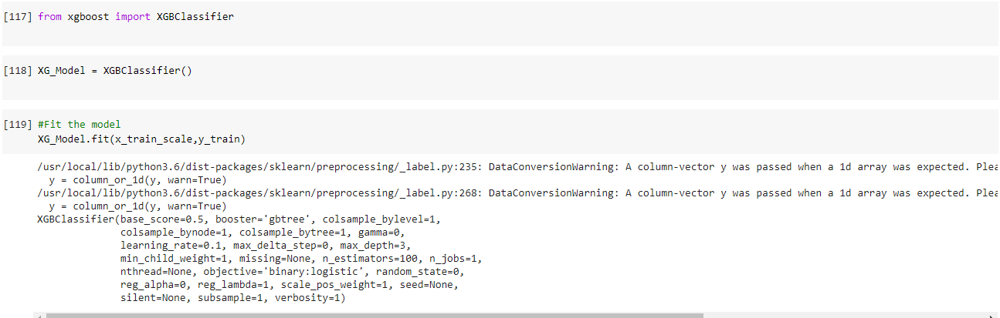 [117] from xgboost import XGBClassifier
[118] XG_Model = XGBClassifier()
[119] #Fit the model
XG_Model.fit(x_train_scale,y_train)
/usr/local/lib/python3.6/dist-packages/sklearn/preprocessing/_label.py:235: DataConversionWarning: A column-vector y was passed when a 1d array was expected.
y = column_or_1d(y, warn=True)
/usr/local/lib/python3.6/dist-packages/sklearn/preprocessing/_label.py:268: DataConversionWarning: A column-vector y was passed when a 1d array was expected.
y = column_or_1d(y, warn=True)
XGBClassifier(base_score=0.5, booster='gbtree', colsample_bylevel=1,
colsample_bynode=1, colsample_bytree=1, gamma=0,
learning_rate=0.1, max_delta_step=0, max_depth=3,
min_child_weight=1, missing=None, n_estimators=100, n_jobs=1,
nthread=None, objective='binary:logistic', random_state=0,
reg_alpha=0, reg_lambda=1, scale_pos_weight=1, seed=None,
silent=None, subsample=1, verbosity=1)